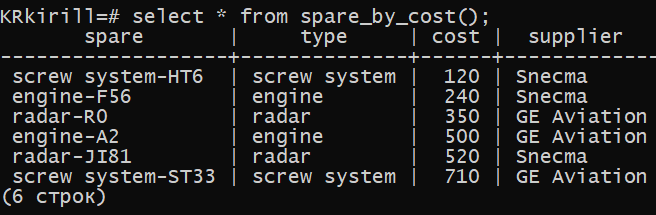 KRkirill=# select * from spare_by_cost();
spare | type | cost | supplier
--------------------+--------------+------+-------------
screw system-HT6 | screw system | 120 | Snecma
engine-F56 | engine | 240 | Snecma
radar-R0 | radar | 350 | GE Aviation
engine-A2 | engine | 500 | GE Aviation
radar-JI81 | radar | 520 | Snecma
screw system-ST33 | screw system | 710 | GE Aviation
(6 строк)